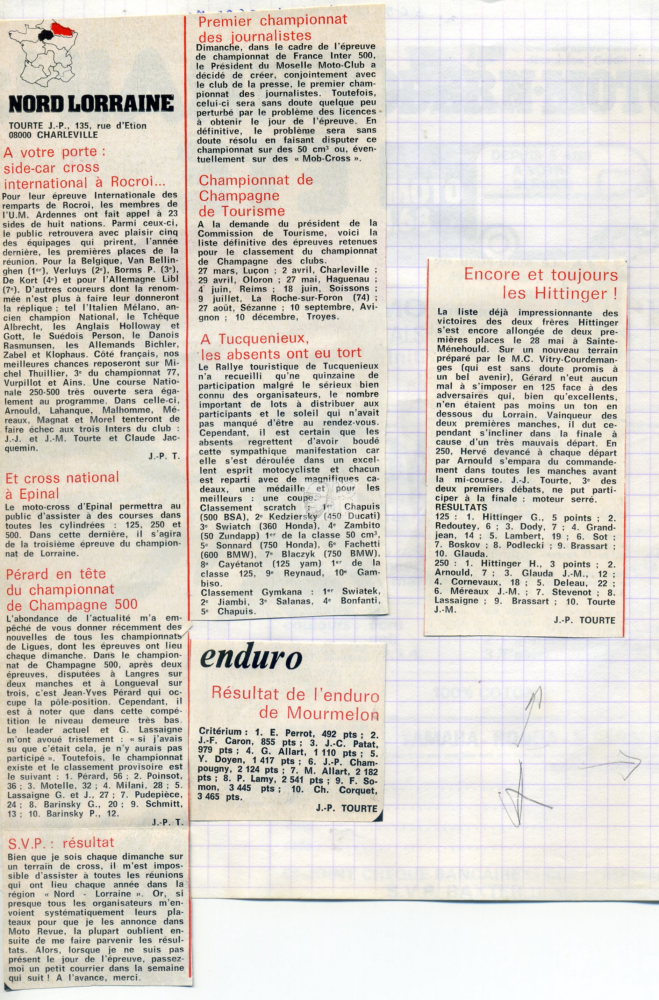 NORD LORRAINE
TOURTE J.-P., 135, rue d'Etion
08000 CHARLEVILLE
A votre porte :
side-car cross
international à Rocroi...
Pour leur épreuve Internationale des
remparts de Rocroi, les membres de
l'U.M. Ardennes ont fait appel à 23
sides de huit nations. Parmi ceux-ci,
le public retrouvera avec plaisir cinq
des équipages qui prirent, l'année
dernière, les premières places de la
réunion. Pour la Belgique, Van Bellin-
ghen (1er), Verluys (2e), Borms P. (3e),
De Kort (4e) et pour l'Allemagne Libl
(7e). D'autres coureurs dont la renom-
mée n'est plus à faire leur donneront
la réplique ; tel l'Italien Mélano, an-
cien champion National, le Tchèque
Albrecht, les Anglais Holloway et
Gott, le Suédois Person, le Danois
Rasmunsen, les Allemands Bichler,
Zabel et Klophaus. Côté français, nos
meilleures chances reposeront sur Mi-
chel Thuillier, 3e du championnat 77,
Vurpillot et Ains. Une course Natio-
nale 250-500 très ouverte sera éga-
lement au programme. Dans celle-ci,
Arnould, Lahanque, Malhomme, Mé-
reaux, Magnat et Morel tenteront de
faire échec aux trois Inters du club :
J.-J. et J.-M. Tourte et Claude Jac-
quemin.
J.-P. T.
Et cross national
à Epinal
Le moto-cross d'Epinal permettra au
public d'assister à des courses dans
toutes les cylindrées : 125, 250 et
500. Dans cette dernière, il s'agira
de la troisième épreuve du champion-
nat de Lorraine.
Pérard en tête
du championnat
de Champagne 500
L'abondance de l'actualité m'a em-
pêché de vous donner récemment des
nouvelles de tous les championnats
de Ligues, dont les épreuves ont lieu
chaque dimanche. Dans le champion-
nat de Champagne 500, après deux
épreuves, disputées à Langres sur
deux manches et à Longueval sur
trois, c'est Jean-Yves Pérard qui oc-
cupe la pôle-position. Cependant, il
est à noter que dans cette compé-
tition le niveau demeure très bas.
Le leader actuel et G. Lassaigne
m'ont avoué tristement : « si j'avais
su que c'était cela, je n'y aurais pas
participé ». Toutefois, le championnat
existe et le classement provisoire est
le suivant : 1. Pérard, 56 ; 2. Poinsot,
36 ; 3. Motelle, 32 ; 4. Milani, 28 ; 5.
Lassaigne G. et J., 27 ; 7. Pudepièce,
24 ; 8. Barinsky G., 20 ; 9. Schmitt,
13 ; 10. Barinsky P., 12.
J.-P. T.
S.V.P. : résultat
Bien que je sois chaque dimanche sur
un terrain de cross, il m'est impos-
sible d'assister à toutes les réunions
qui ont lieu chaque année dans la
région « Nord - Lorraine ». Or, si
presque tous les organisateurs m'en-
voient systématiquement leurs pla-
teaux pour que je les annonce dans
Moto Revue, la plupart oublient en-
suite de me faire parvenir les résul-
tats. Alors, lorsque je ne suis pas
présent le jour de l'épreuve, passez-
moi un petit courrier dans la semaine
qui suit ! A l'avance, merci.
Premier championnat
des journalistes
Dimanche, dans le cadre de l'épreuve
de championnat de France Inter 500,
le Président du Moselle Moto-Club a
décidé de créer, conjointement avec
le club de la presse, le premier cham-
pionnat des journalistes. Toutefois,
celui-ci sera sans doute quelque peu
perturbé par le problème des licences
à obtenir le jour de l'épreuve. En
définitive, le problème sera sans
doute résolu en faisant disputer ce
championnat sur des 50 cm³ ou, éven-
tuellement sur des « Mob-Cross ».
Championnat de
Champagne
de Tourisme
A la demande du président de la
Commission de Tourisme, voici la
liste définitive des épreuves retenues
pour le classement du championnat
de Champagne des clubs.
27 mars, Luçon ; 2 avril, Charleville ;
29 avril, Oloron ; 27 mai, Haguenau ;
4 juin, Reims ; 18 juin, Soissons ;
9 juillet, La Roche-sur-Foron (74) ;
27 août, Sézanne ; 10 septembre, Avi-
gnon ; 10 décembre, Troyes.
A Tucquenieux,
les absents ont eu tort
Le Rallye touristique de Tucquenieux
n'a recueilli qu'ne quinzaine de
participation malgré le sérieux bien
connu des organisateurs, le nombre
important de lots à distribuer aux
participants et le soleil qui n'avait
pas manqué d'être au rendez-vous.
Cependant, il est certain que les
absents regrettent d'avoir boudé
cette sympathique manifestation car
elle s'est déroulée dans un excel-
lent esprit motocycliste et chacun
est reparti avec de magnifiques ca-
deaux, une médaille et pour les
meilleurs : une coupe.
Classement scratch : 1er Chapuis
(500 BSA), 2e Kedziersky (450 Ducati)
3e Swiatch (360 Honda), 4e Zambito
(50 Zundapp) 1er de la classe 50 cm³,
5e Sonnard (750 Honda), 6e Fachetti
(600 BMW), 7e Blaczyk (750 BMW),
8e Cayétanot (125 yam) 1er de la
classe 125, 9e Reynaud, 10e Gam-
biso.
Classement Gymkana : 1er Swiatek,
2e Jiambi, 3e Salanas, 4e Bonfanti,
5e Chapuis.
enduro
Résultat de l'enduro
de Mourmelon
Critérium : 1. E. Perrot, 492 pts ; 2.
J.-F. Caron, 855 pts ; 3. J.-C. Patat,
979 pts ; 4. G. Allart, 1 110 pts ; 5.
Y. Doyen, 1 417 pts ; 6. J.-P. Cham-
pougny, 2 124 pts ; 7. M. Allart, 2 182
pts ; 8. P. Lamy, 2 541 pts ; 9. F. So-
mon, 3 445 pts ; 10. Ch. Corquet,
3 465 pts.
J.-P. TOURTE
Encore et toujours
les Hittinger !
La liste déjà impressionnante des
victoires des deux frères Hittinger
s'est encore allongée de deux pre-
mières places le 28 mai à Sainte-
Ménehould. Sur un nouveau terrain
préparé par le M.C. Vitry-Courdeman-
ges (qui est sans doute promis à
un bel avenir), Gérard n'eut aucun
mal à s'imposer en 125 face à des
adversaires qui, bien qu'excellents,
n'en étaient pas moins un ton en
dessous du Lorrain. Vainqueur des
deux premières manches, il dut ce-
pendant s'incliner dans la finale à
cause d'un très mauvais départ. En
250, Hervé devancé à chaque départ
par Arnould s'empara du commande-
ment dans toutes les manches avant
la mi-course. J.-J. Tourte, 3e des
deux premiers débats, ne put parti-
ciper à la finale : moteur serré.
RESULTATS
125 : 1. Hittinger G., 5 points ; 2.
Redoutey, 6 ; 3. Dody, 7 ; 4. Grand-
jean, 14 ; 5. Lambert, 19 ; 6. Sot ;
7. Boskov ; 8. Podlecki ; 9. Brassart ;
10. Glauda.
250 : 1. Hittinger H., 3 points ; 2.
Arnould, 7 ; 3. Glauda J.-M., 12 ;
4. Cornevaux, 18 ; 5. Deleau, 22 ;
6. Méreaux J.-M. ; 7. Stevenot ; 8.
Lassaigne ; 9. Brassart ; 10. Tourte
J.-M.
J.-P. TOURTE